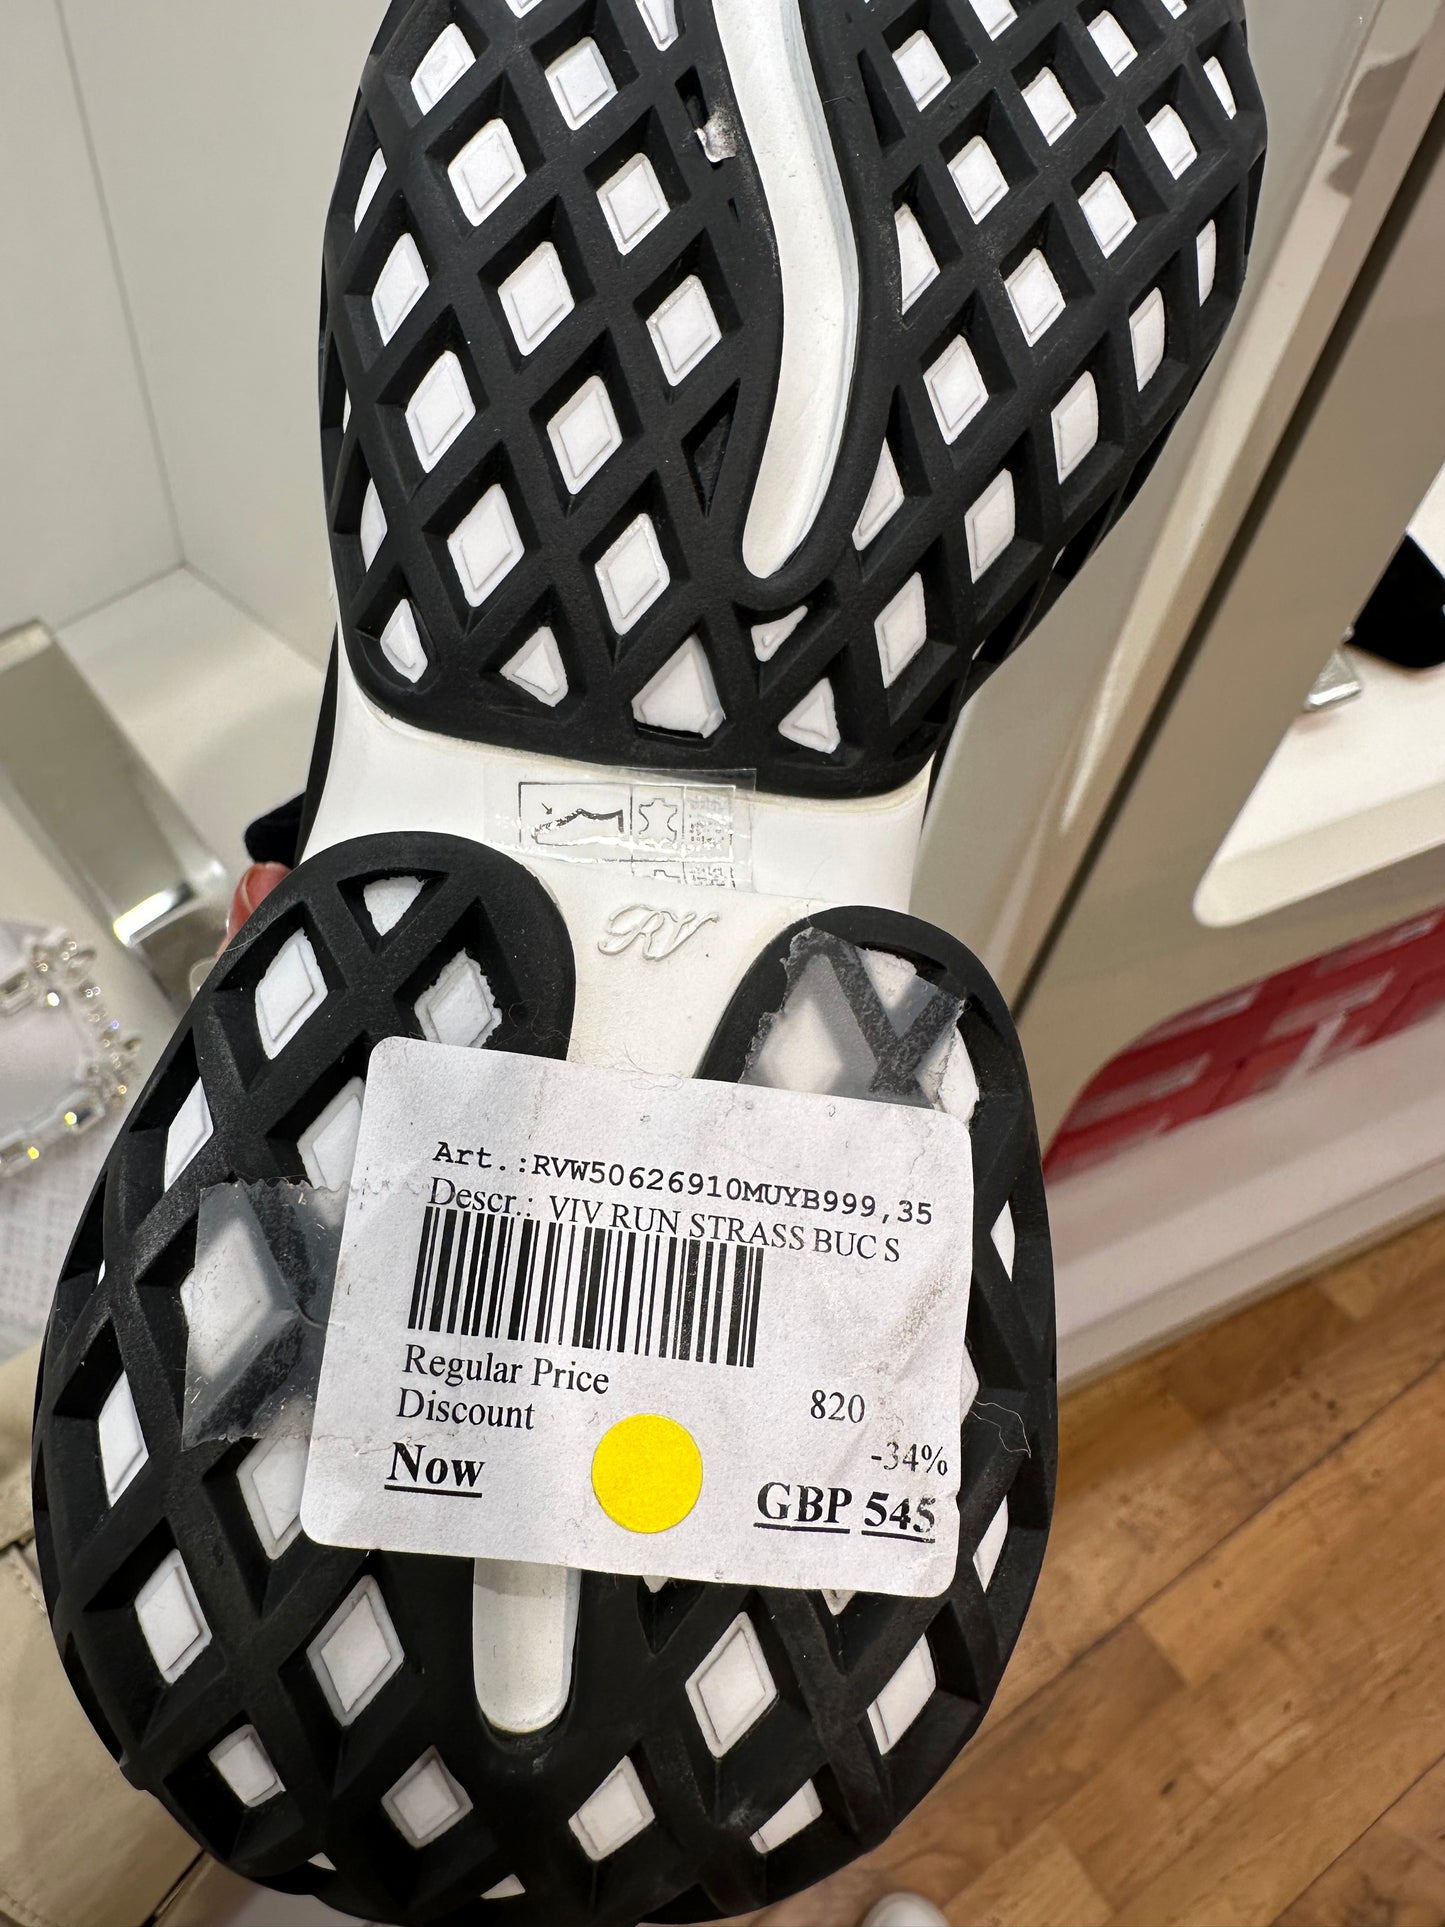 RV
Art.:RVW50626910MUYB999,35
Descr.: VIV RUN STRASS BUC S
Regular Price 820
Discount -34%
Now GBP 545